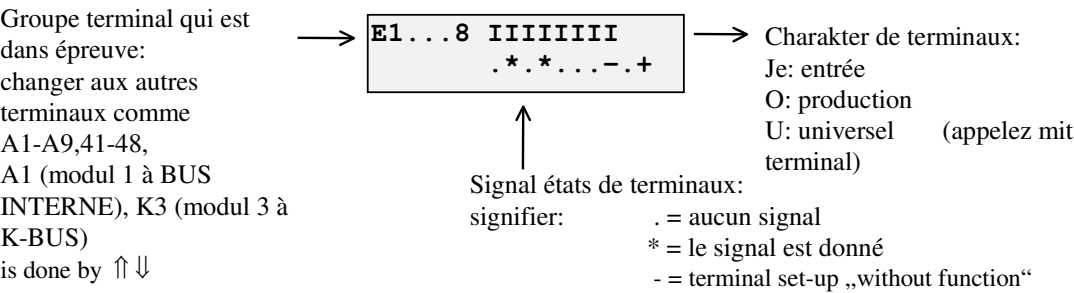 Groupe terminal qui est
dans épreuve:
changer aux autres
terminaux comme
A1-A9,41-48,
A1 (modul 1 à BUS
INTERNE), K3 (modul 3 à
K-BUS)
is done by ⇑⇓
E1...8 IIIIIIII
.*.*...-.+
Charakter de terminaux:
Je: entrée
O: production
U: universel (appelez mit
terminal)
Signal états de terminaux:
signifier: . = aucun signal
* = le signal est donné
- = terminal set-up „without function“